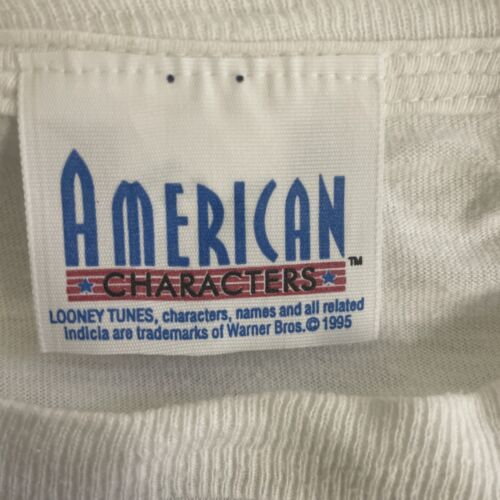 AMERICAN
CHARACTERS™
LOONEY TUNES, characters, names and all related
indicia are trademarks of Warner Bros.© 1995